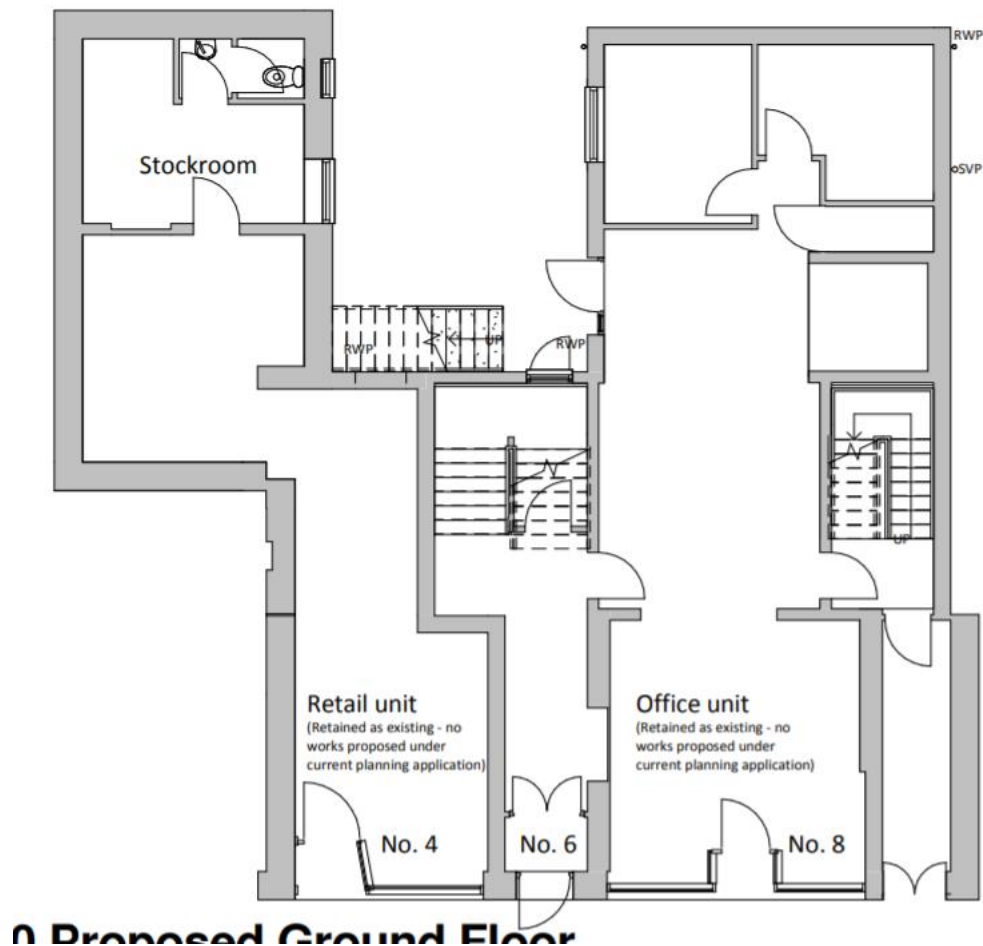 RWP
Stockroom
SVP
RWP
UP
RWP
UP
Retail unit
(Retained as existing - no
works proposed under
current planning application)
Office unit
(Retained as existing - no
works proposed under
current planning application)
No. 4
No. 6
No. 8
0 Proposed Ground Floor